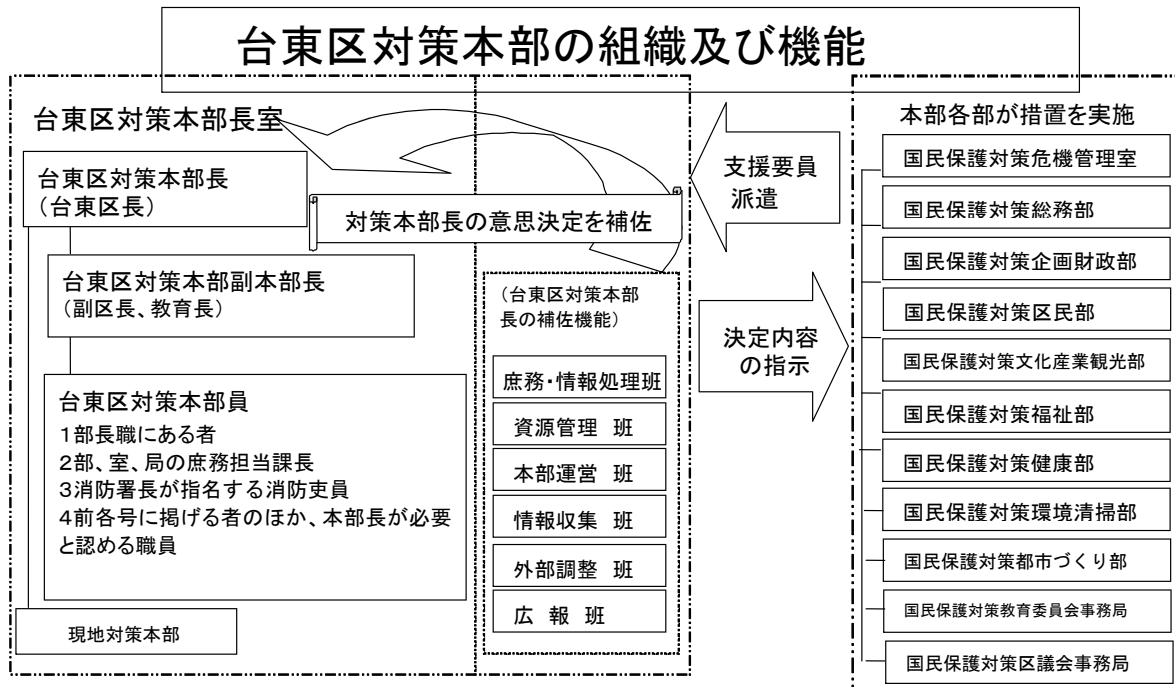 台東区対策本部の組織及び機能
台東区対策本部長室
台東区対策本部長
(台東区長)
対策本部長の意思決定を補佐
台東区対策本部副本部長
(副区長、教育長)
台東区対策本部員
1部長職にある者
2部、室、局の庶務担当課長
3消防署長が指名する消防吏員
4前各号に掲げる者のほか、本部長が必要
と認める職員
現地対策本部
(台東区対策本部
長の補佐機能)
庶務・情報処理班
資源管理 班
本部運営 班
情報収集 班
外部調整 班
広 報 班
支援要員
派遣
決定内容
の指示
本部各部が措置を実施
国民保護対策危機管理室
国民保護対策総務部
国民保護対策企画財政部
国民保護対策区民部
国民保護対策文化産業観光部
国民保護対策福祉部
国民保護対策健康部
国民保護対策環境清掃部
国民保護対策都市づくり部
国民保護対策教育委員会事務局
国民保護対策区議会事務局